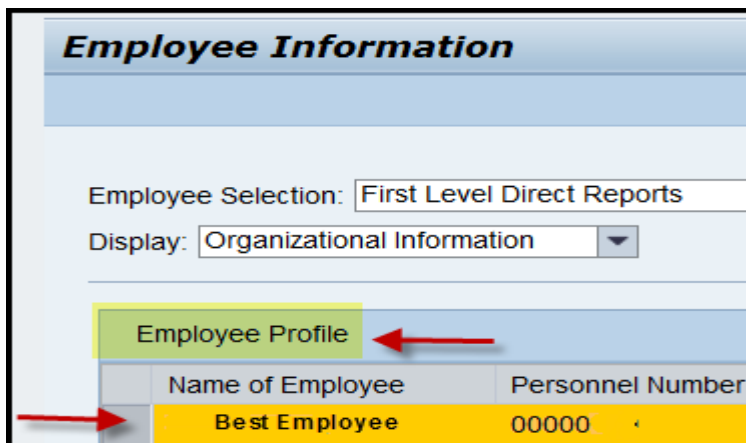 Employee Information
Employee Selection: First Level Direct Reports
Display: Organizational Information
Employee Profile
Name of Employee Personnel Number
Best Employee 00000